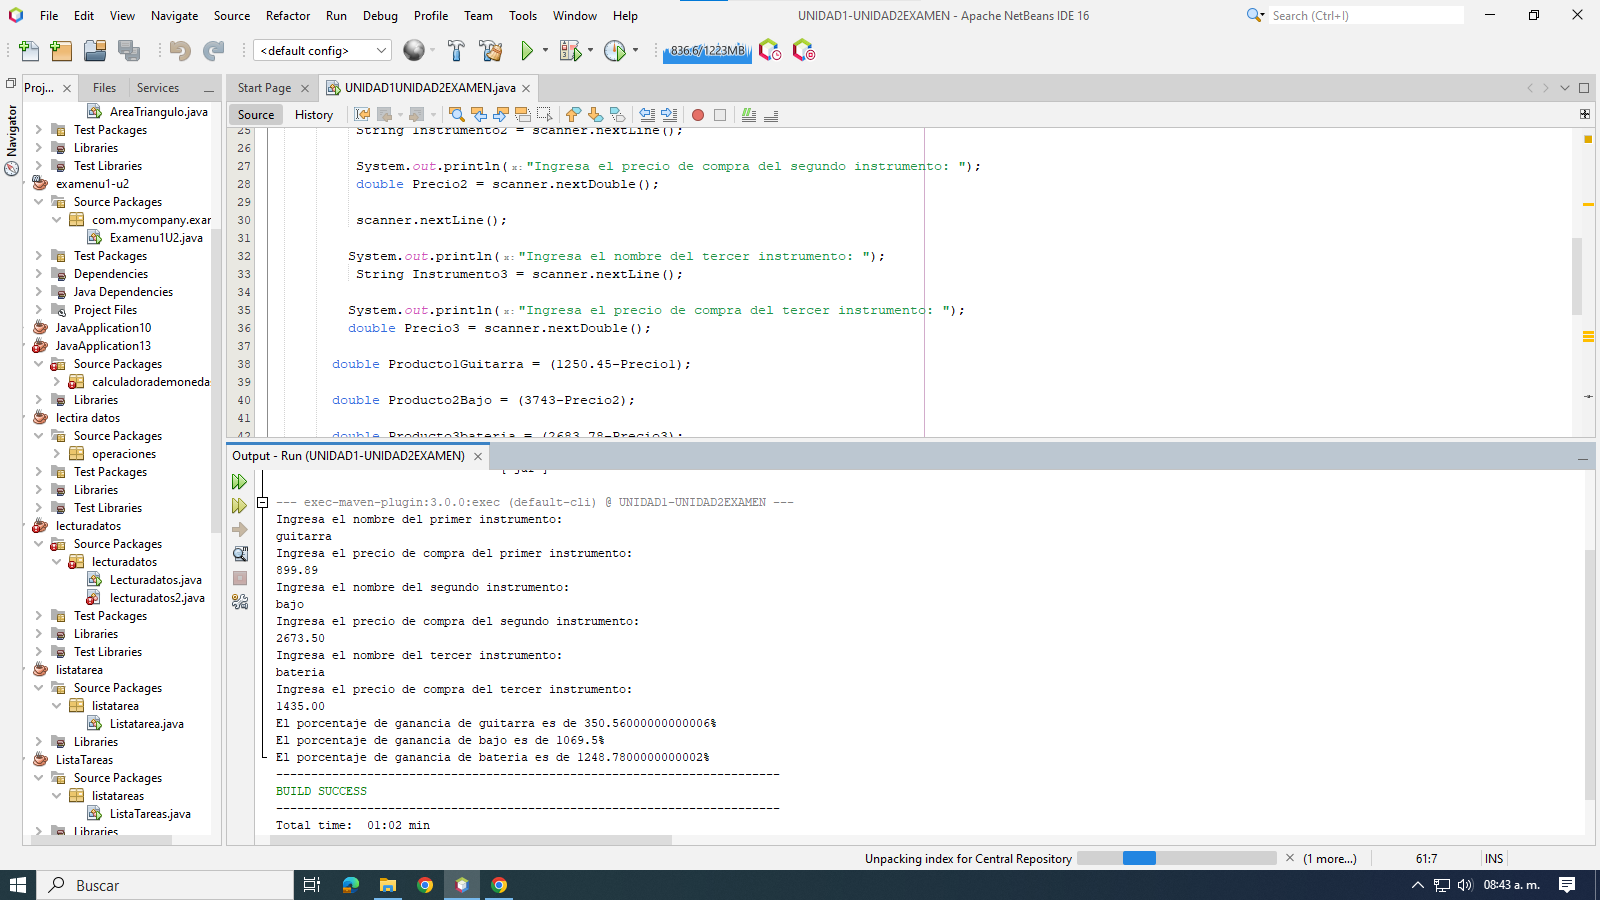 File Edit View Navigate Source Refactor Run Debug Profile Team Tools Window Help
UNIDAD1-UNIDAD2EXAMEN - Apache NetBeans IDE 16
Search (Ctrl+I)
<default config>
836.6/1223MB
Proj... Files Services
Navigator
AreaTriangulo.java
Test Packages
Libraries
Test Libraries
examenu1-u2
Source Packages
com.mycompany.exar
Examenu1U2.java
Test Packages
Dependencies
Java Dependencies
Project Files
JavaApplication10
JavaApplication13
Source Packages
calculadorademonedas
Libraries
lectira datos
Source Packages
operaciones
Test Packages
Libraries
Test Libraries
lecturadatos
Source Packages
lecturadatos
Lecturadatos.java
lecturadatos2.java
Test Packages
Libraries
Test Libraries
listatarea
Source Packages
listatarea
Listatarea.java
Libraries
ListaTareas
Source Packages
listatareas
ListaTareas.java
Libraries
Start Page UNIDAD1UNIDAD2EXAMEN.java
Source History
25 String Instrumento2 = scanner.nextLine();
26
27 System.out.println(x:"Ingresa el precio de compra del segundo instrumento: ");
28 double Precio2 = scanner.nextDouble();
29
30 scanner.nextLine();
31
32 System.out.println(x:"Ingresa el nombre del tercer instrumento: ");
33 String Instrumento3 = scanner.nextLine();
34
35 System.out.println(x:"Ingresa el precio de compra del tercer instrumento: ");
36 double Precio3 = scanner.nextDouble();
37
38 double Producto1Guitarra = (1250.45-Precio1);
39
40 double Producto2Bajo = (3743-Precio2);
41
42 double Producto3bateria = (2683.78-Precio3);
Output - Run (UNIDAD1-UNIDAD2EXAMEN)
[ jar ]
--- exec-maven-plugin:3.0.0:exec (default-cli) @ UNIDAD1-UNIDAD2EXAMEN ---
Ingresa el nombre del primer instrumento:
guitarra
Ingresa el precio de compra del primer instrumento:
899.89
Ingresa el nombre del segundo instrumento:
bajo
Ingresa el precio de compra del segundo instrumento:
2673.50
Ingresa el nombre del tercer instrumento:
bateria
Ingresa el precio de compra del tercer instrumento:
1435.00
El porcentaje de ganancia de guitarra es de 350.56000000000006%
El porcentaje de ganancia de bajo es de 1069.5%
El porcentaje de ganancia de bateria es de 1248.7800000000002%
------------------------------------------------------------------------
BUILD SUCCESS
------------------------------------------------------------------------
Total time:  01:02 min
Unpacking index for Central Repository (1 more...) 61:7 INS
Buscar
08:43 a. m.